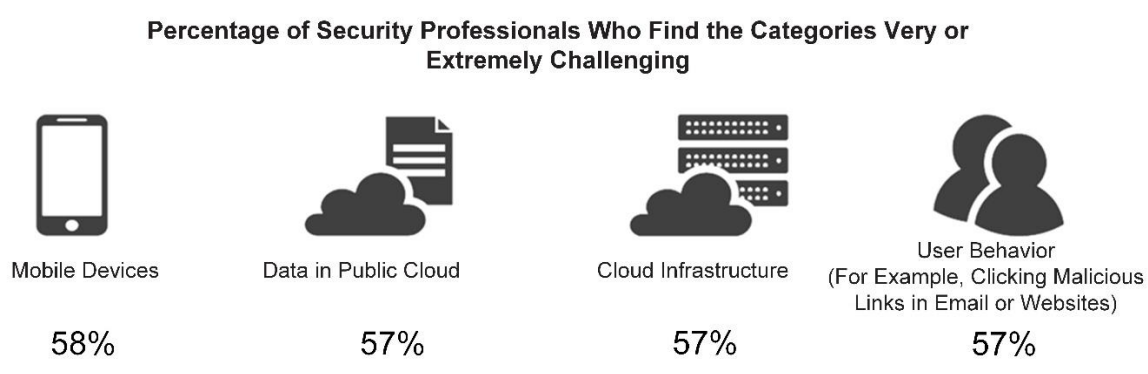 Percentage of Security Professionals Who Find the Categories Very or
Extremely Challenging
Mobile Devices
58%
Data in Public Cloud
57%
Cloud Infrastructure
57%
User Behavior
(For Example, Clicking Malicious
Links in Email or Websites)
57%